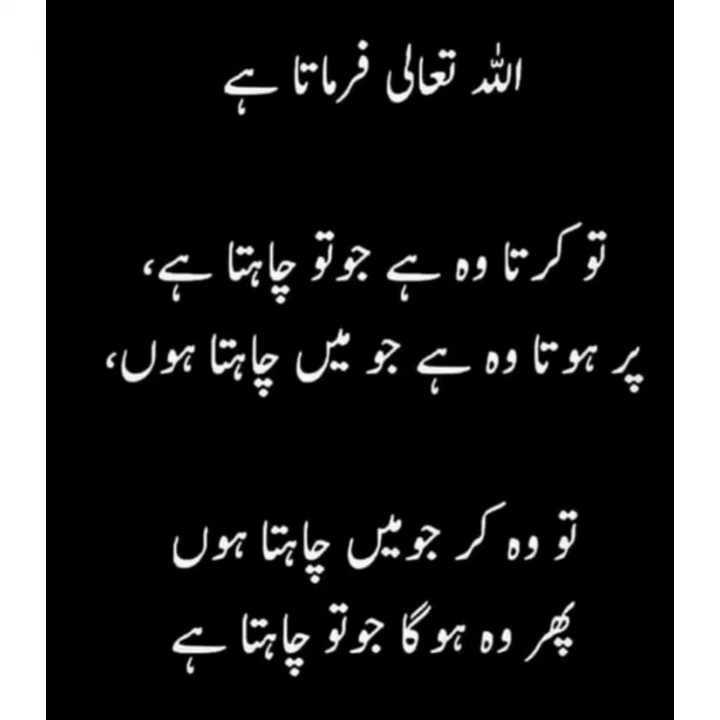 اللہ تعالی فرماتا ہے
تو کرتا وہ ہے جو تو چاہتا ہے،
پر ہوتا وہ ہے جو میں چاہتا ہوں،
تو وہ کر جو میں چاہتا ہوں
پھر وہ ہوگا جو تو چاہتا ہے